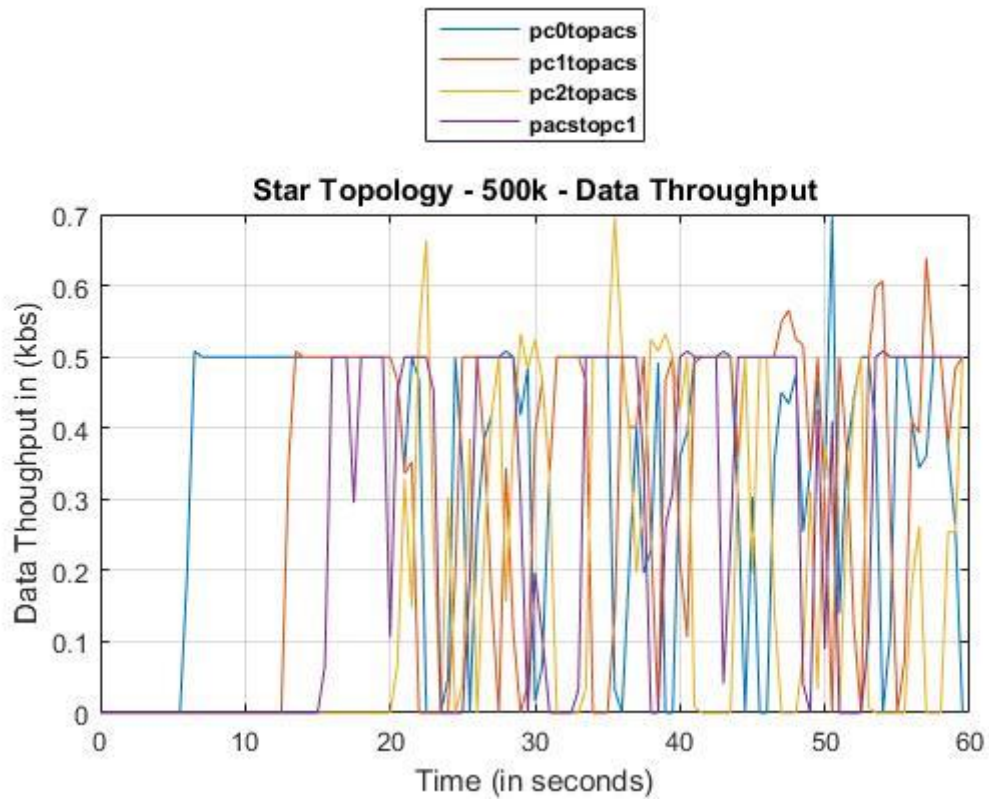 pc0topacs
pc1topacs
pc2topacs
pacstopc1
Star Topology - 500k - Data Throughput
0.7
0.6
0.5
0.4
0.3
0.2
0.1
0
Data Thoughput in (kbs)
0 10 20 30 40 50 60
Time (in seconds)